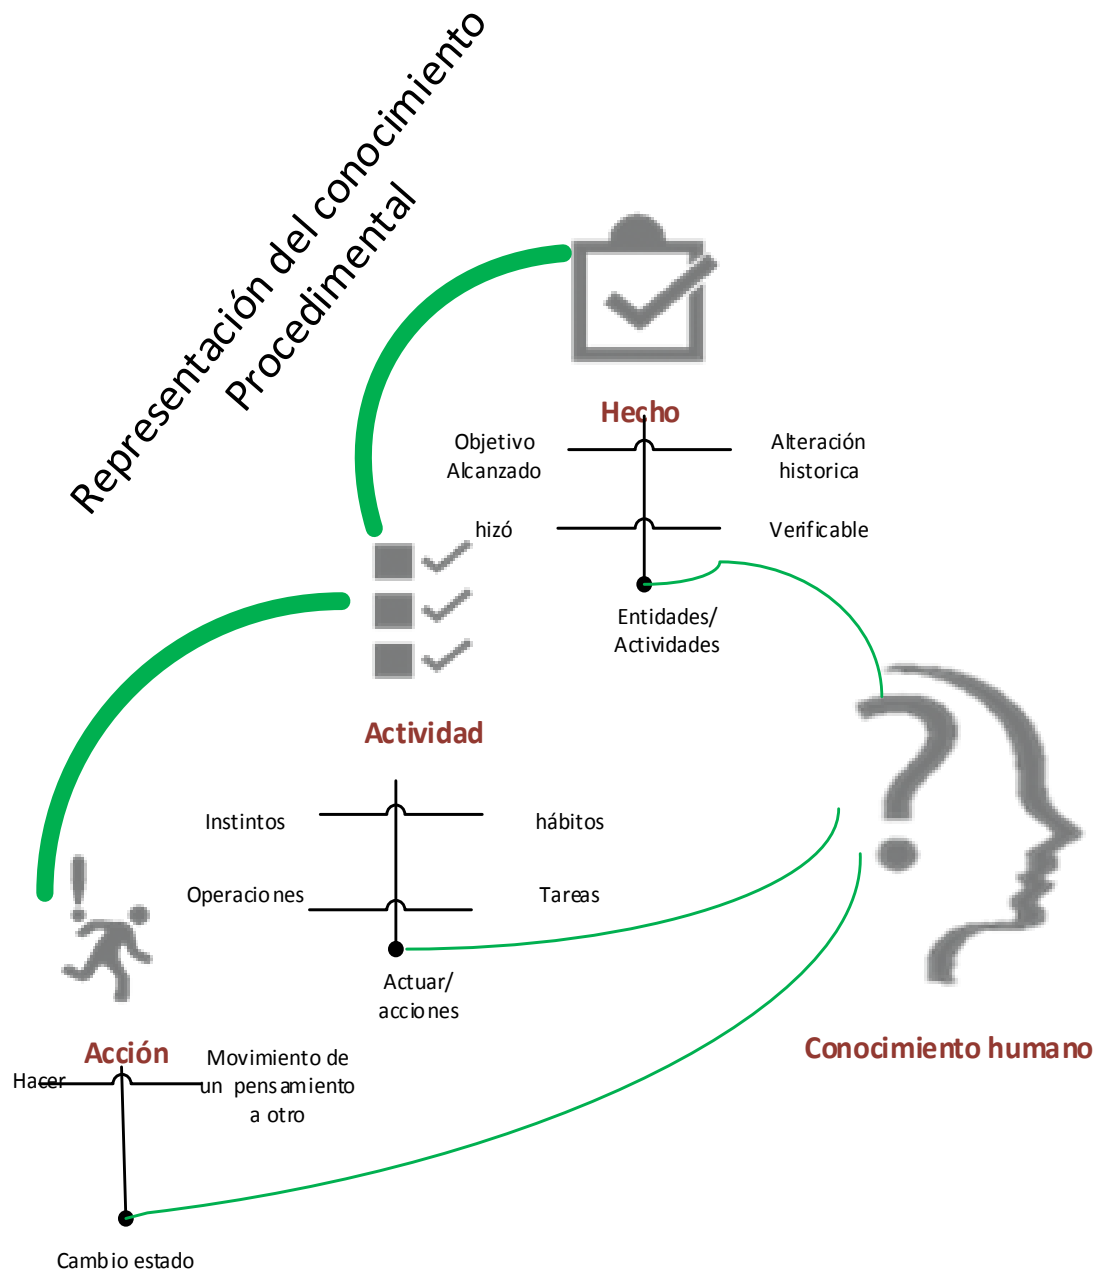 Representación del conocimiento
Procedimental
Hecho
Objetivo
Alcanzado
Alteración
historica
hizó
Verificable
Entidades/
Actividades
Actividad
Instintos
hábitos
Operaciones
Tareas
Actuar/
acciones
Conocimiento humano
Acción
Hacer
Movimiento de
un pensamiento
a otro
Cambio estado